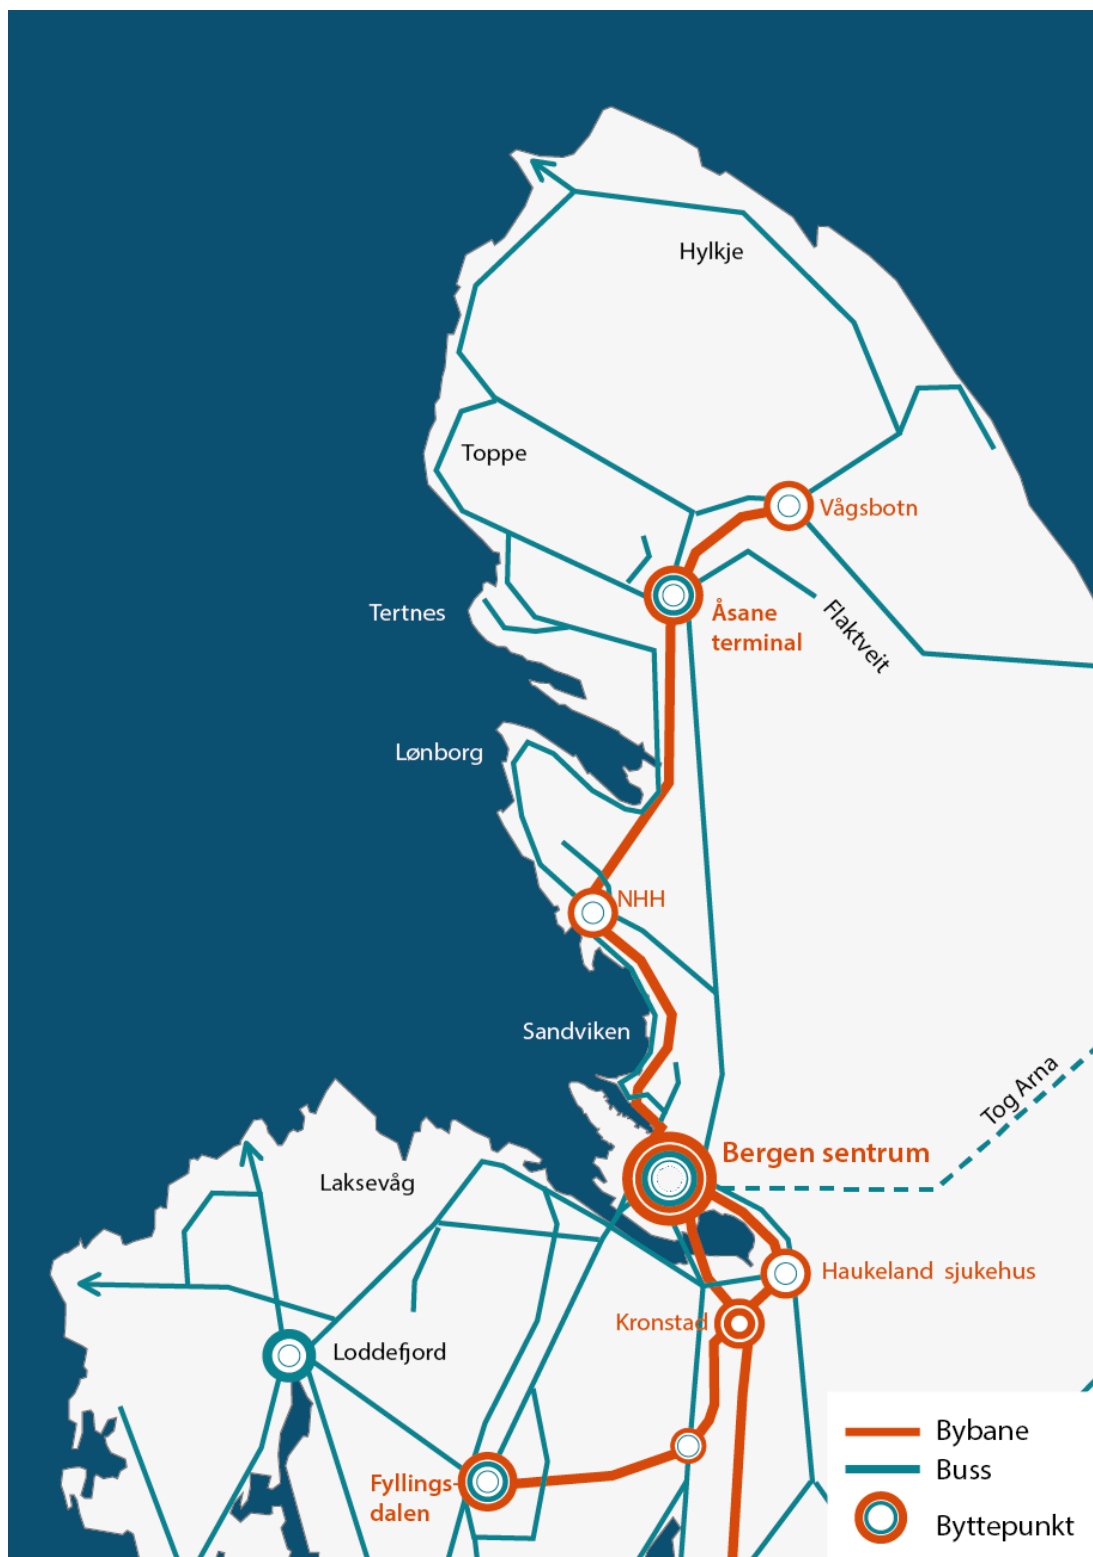 Hylkje
Toppe
Vågsbotn
Tertnes
Åsane
terminal
Flaktveit
Lønborg
NHH
Sandviken
Tog Arna
Bergen sentrum
Laksevåg
Haukeland sjukehus
Kronstad
Loddefjord
Fyllings-
dalen
Bybane
Buss
Byttepunkt